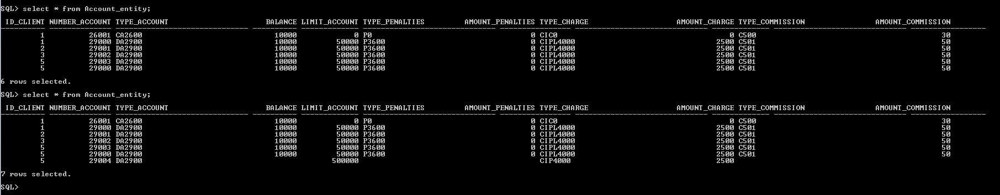 SQL> select * from Account_entity;
ID_CLIENT NUMBER_ACCOUNT TYPE_ACCOUNT BALANCE LIMIT_ACCOUNT TYPE_PENALTIES AMOUNT_PENALTIES TYPE_CHARGE AMOUNT_CHARGE TYPE_COMMISSION AMOUNT_COMMISSION
1 26001 CA2600 10000 0 P0 0 CIC0 0 C500 30
1 29000 DA2900 10000 50000 P3600 0 CIPL4000 2500 C501 50
2 29001 DA2900 10000 50000 P3600 0 CIPL4000 2500 C501 50
3 29002 DA2900 10000 50000 P3600 0 CIPL4000 2500 C501 50
5 29003 DA2900 10000 50000 P3600 0 CIPL4000 2500 C501 50
5 29000 DA2900 10000 50000 P3600 0 CIPL4000 2500 C501 50
6 rows selected.
SQL> select * from Account_entity;
ID_CLIENT NUMBER_ACCOUNT TYPE_ACCOUNT BALANCE LIMIT_ACCOUNT TYPE_PENALTIES AMOUNT_PENALTIES TYPE_CHARGE AMOUNT_CHARGE TYPE_COMMISSION AMOUNT_COMMISSION
1 26001 CA2600 10000 0 P0 0 CIC0 0 C500 30
1 29000 DA2900 10000 50000 P3600 0 CIPL4000 2500 C501 50
2 29001 DA2900 10000 50000 P3600 0 CIPL4000 2500 C501 50
3 29002 DA2900 10000 50000 P3600 0 CIPL4000 2500 C501 50
5 29003 DA2900 10000 50000 P3600 0 CIPL4000 2500 C501 50
5 29000 DA2900 10000 50000 P3600 0 CIPL4000 2500 C501 50
5 29004 DA2900 500000 CIP4000 2500
7 rows selected.
SQL>